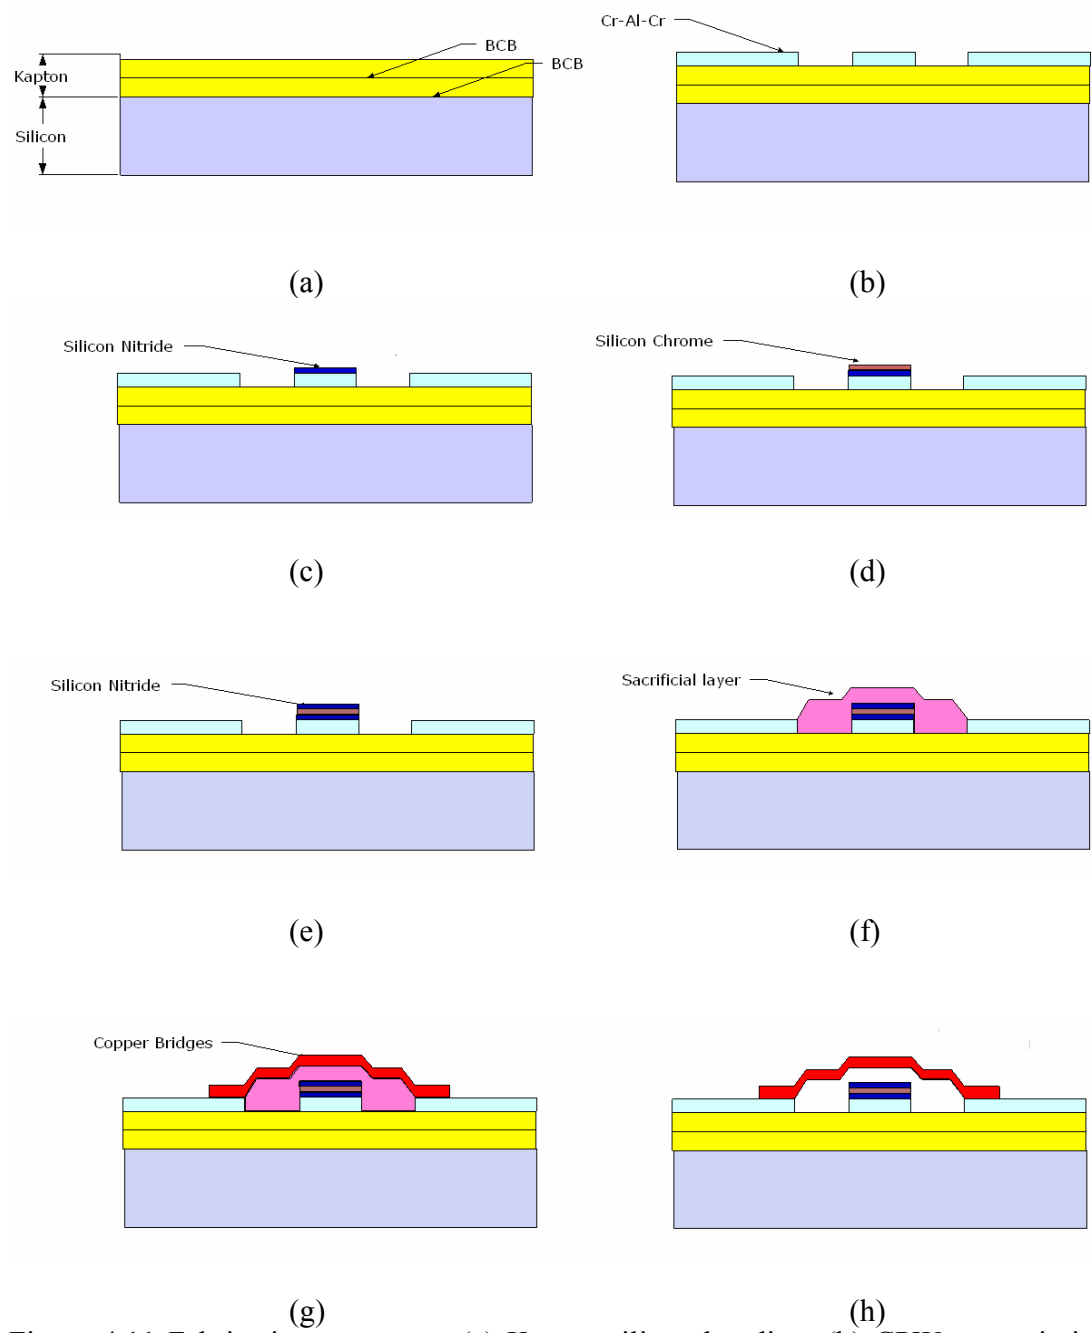 BCB
BCB
Kapton
Silicon
Cr-Al-Cr
(a)
(b)
Silicon Nitride
Silicon Chrome
(c)
(d)
Silicon Nitride
Sacrificial layer
(e)
(f)
Copper Bridges
(g)
(h)